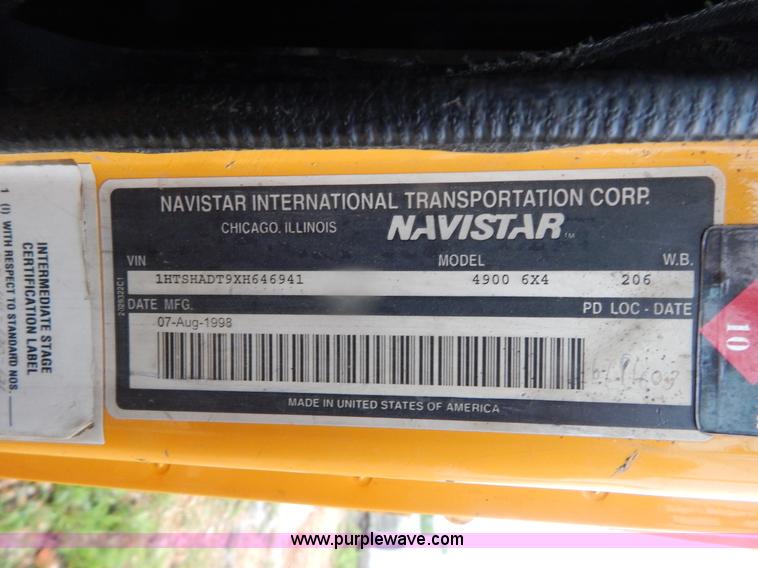 NAVISTAR INTERNATIONAL TRANSPORTATION CORP.
CHICAGO, ILLINOIS NAVISTAR TM
VIN MODEL W.B.
1HTSHADT9XH646941 4900 6X4 206
DATE MFG. PD LOC - DATE
07-Aug-1998
MADE IN UNITED STATES OF AMERICA
INTERMEDIATE STAGE
CERTIFICATION LABEL
1 (I) WITH RESPECT TO STANDARD NOS.
10
www.purplewave.com